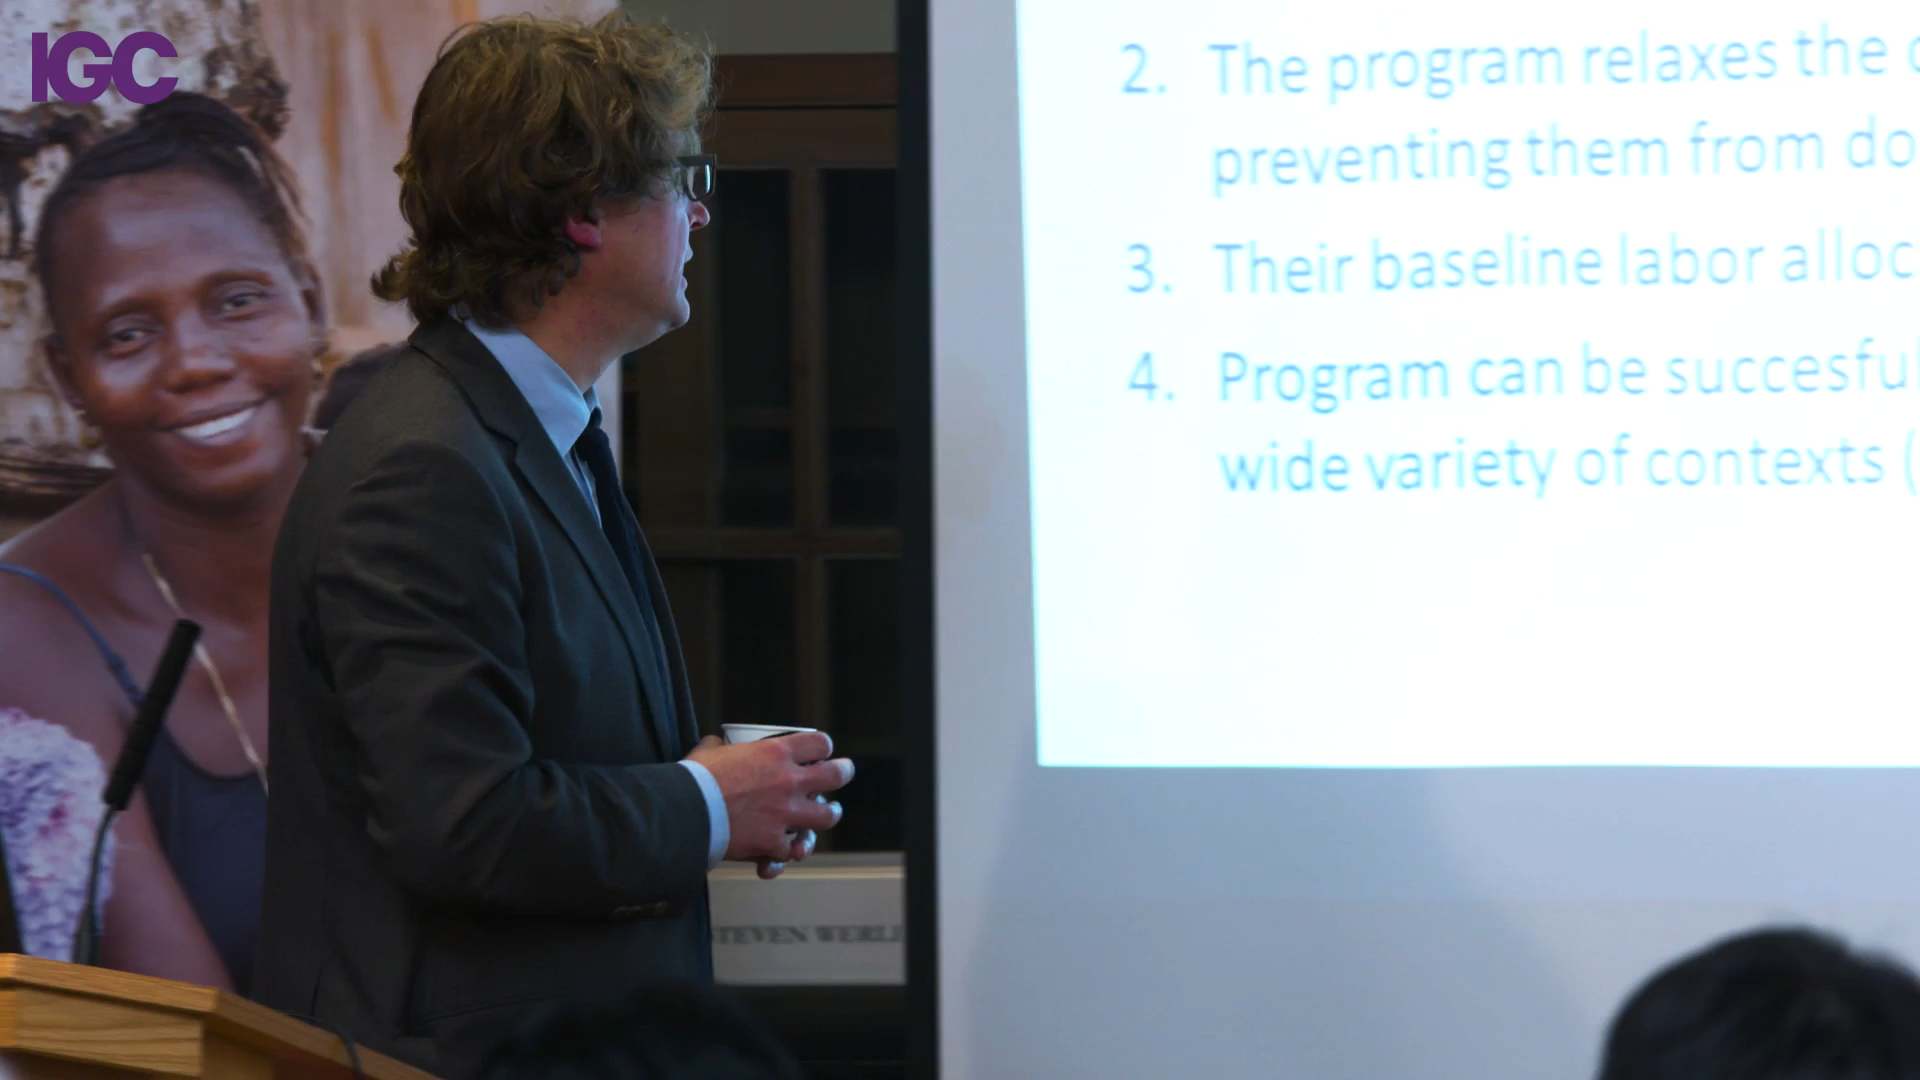 IGC
2. The program relaxes the
preventing them from do
3. Their baseline labor alloc
4. Program can be succesful
wide variety of contexts (
STEVEN